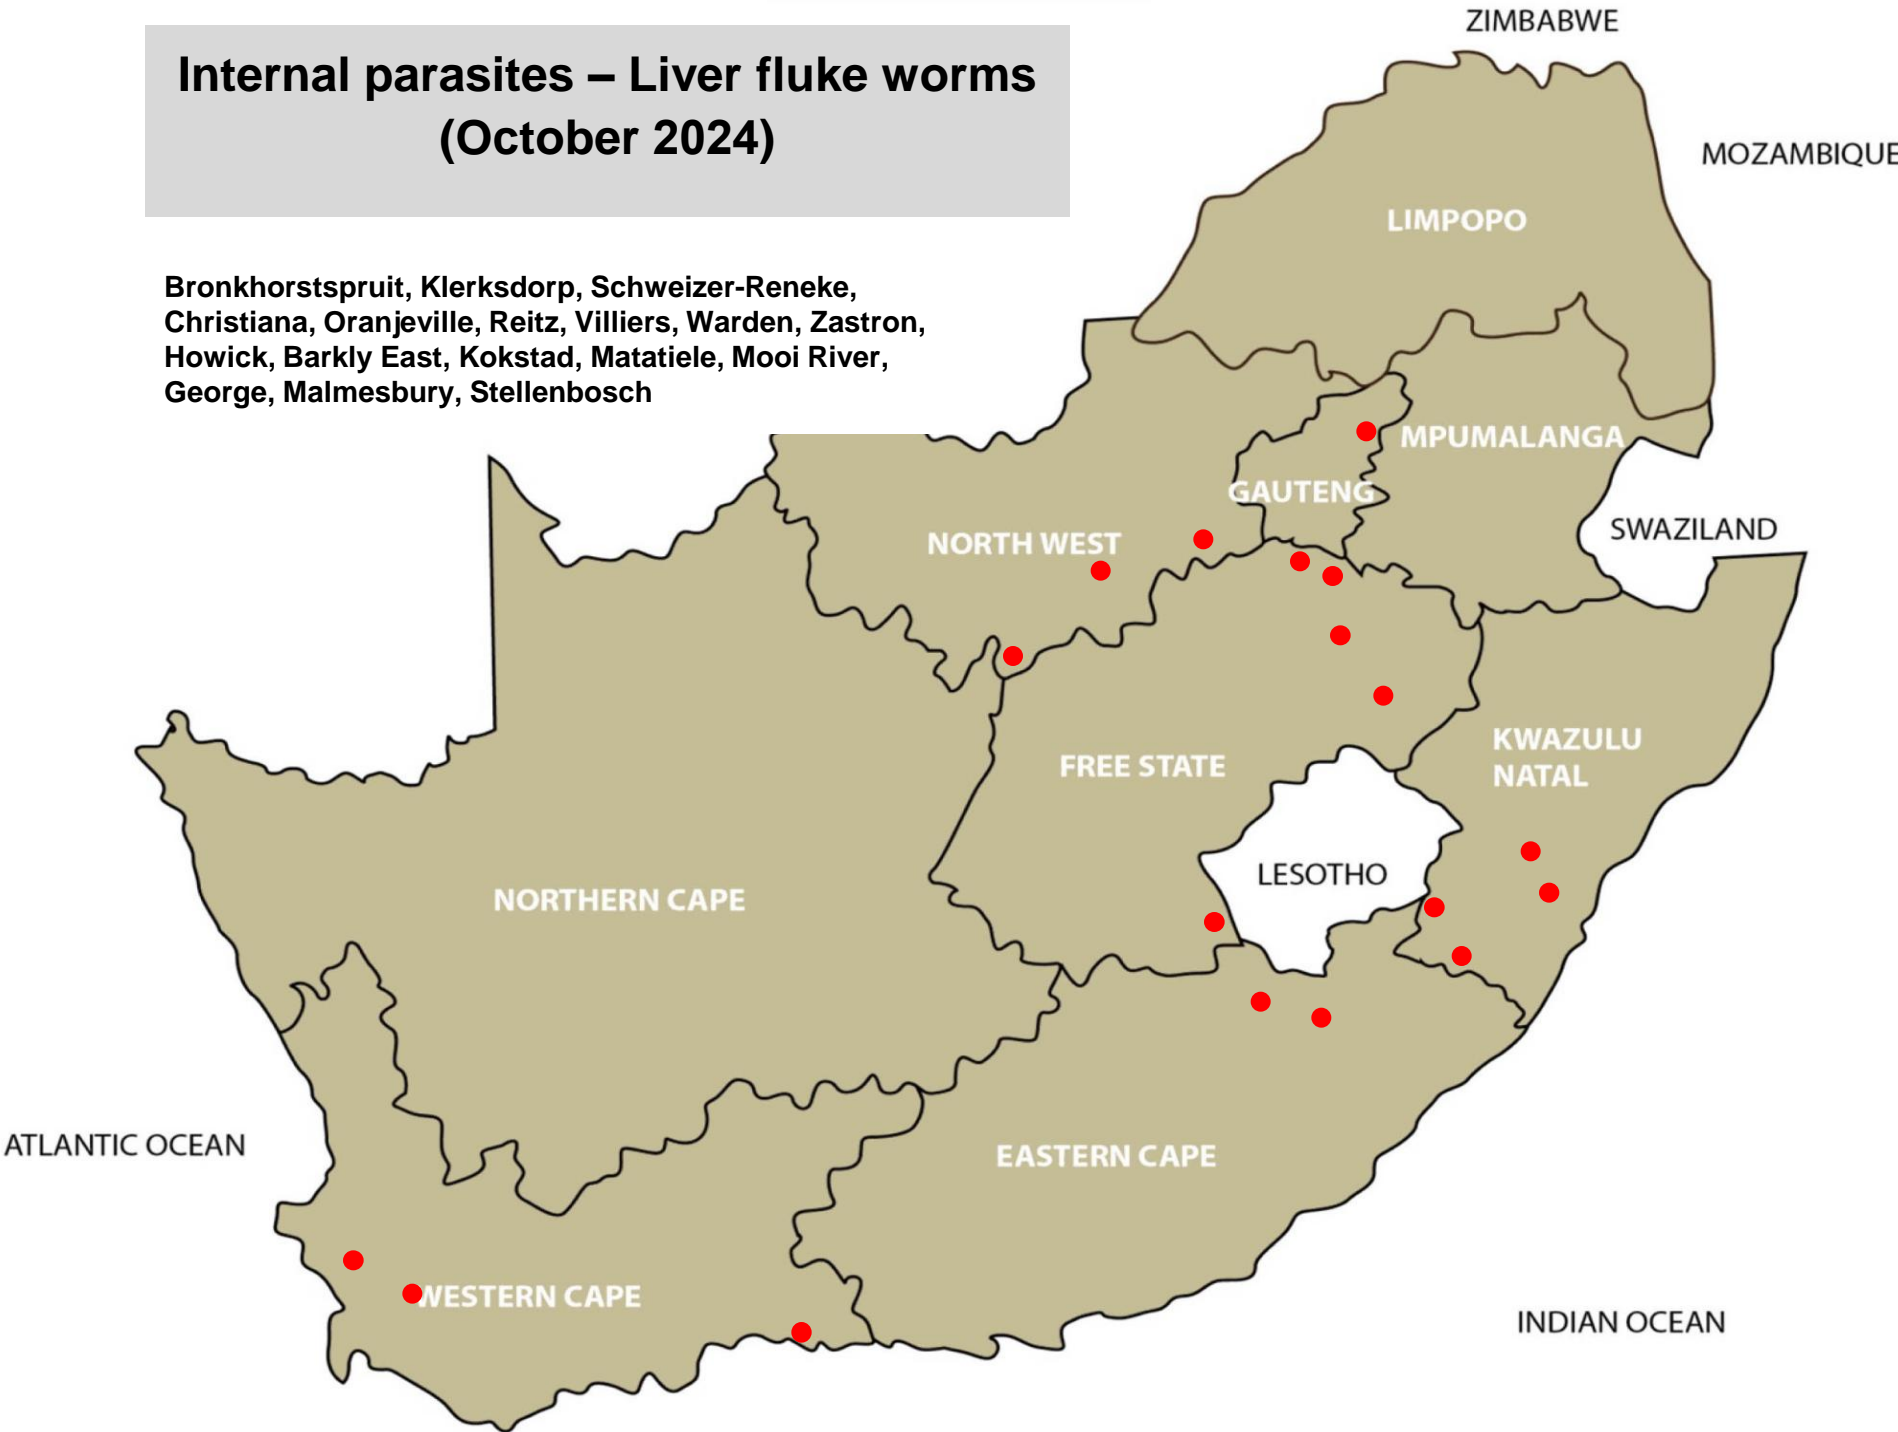 Internal parasites – Liver fluke worms
(October 2024)
Bronkhorstspruit, Klerksdorp, Schweizer-Reneke,
Christiana, Oranjeville, Reitz, Villiers, Warden, Zastron,
Howick, Barkly East, Kokstad, Matatiele, Mooi River,
George, Malmesbury, Stellenbosch
ZIMBABWE
MOZAMBIQUE
LIMPOPO
MPUMALANGA
GAUTENG
SWAZILAND
NORTH WEST
KWAZULU
NATAL
FREE STATE
LESOTHO
NORTHERN CAPE
ATLANTIC OCEAN
EASTERN CAPE
WESTERN CAPE
INDIAN OCEAN